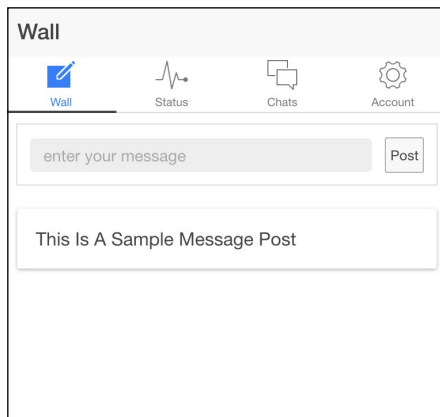 Wall
Wall Status Chats Account
enter your message Post
This Is A Sample Message Post